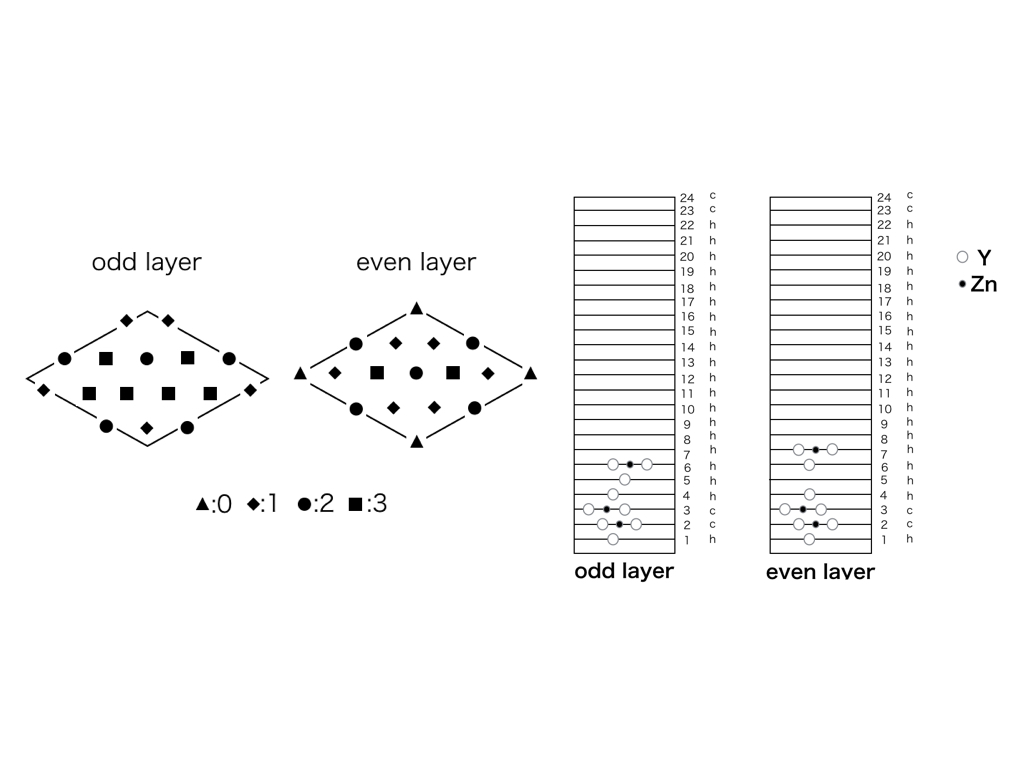 odd layer
even layer
▲:0 ◆:1 ●:2 ■:3
24 c
23 c
22 h
21 h
20 h
19 h
18 h
17 h
16 h
15 h
14 h
13 h
12 h
11 h
10 h
9 h
8 h
7 h
6 h
5 h
4 h
3 c
2 c
1 h
odd layer
24 c
23 c
22 h
21 h
20 h
19 h
18 h
17 h
16 h
15 h
14 h
13 h
12 h
11 h
10 h
9 h
8 h
7 h
6 h
5 h
4 h
3 c
2 c
1 h
even laver
Y
Zn